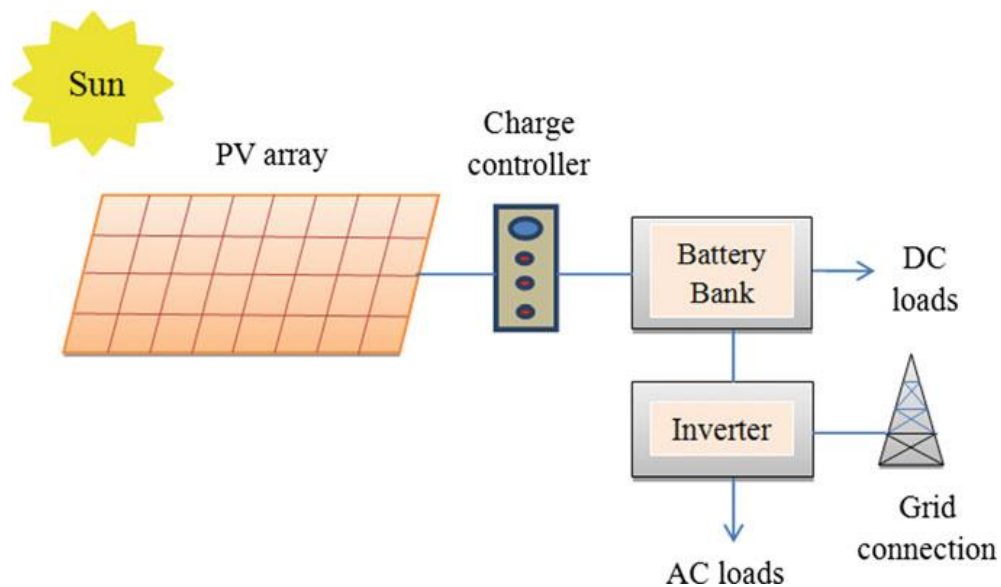 Sun
PV array
Charge
controller
Battery
Bank
DC
loads
Inverter
Grid
connection
AC loads